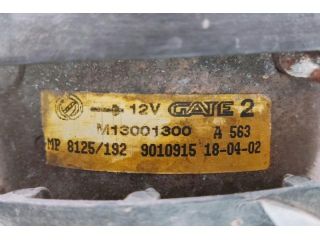 12V GATE 2
M13001300 A 563
MP 8125/192 9010915 18-04-02